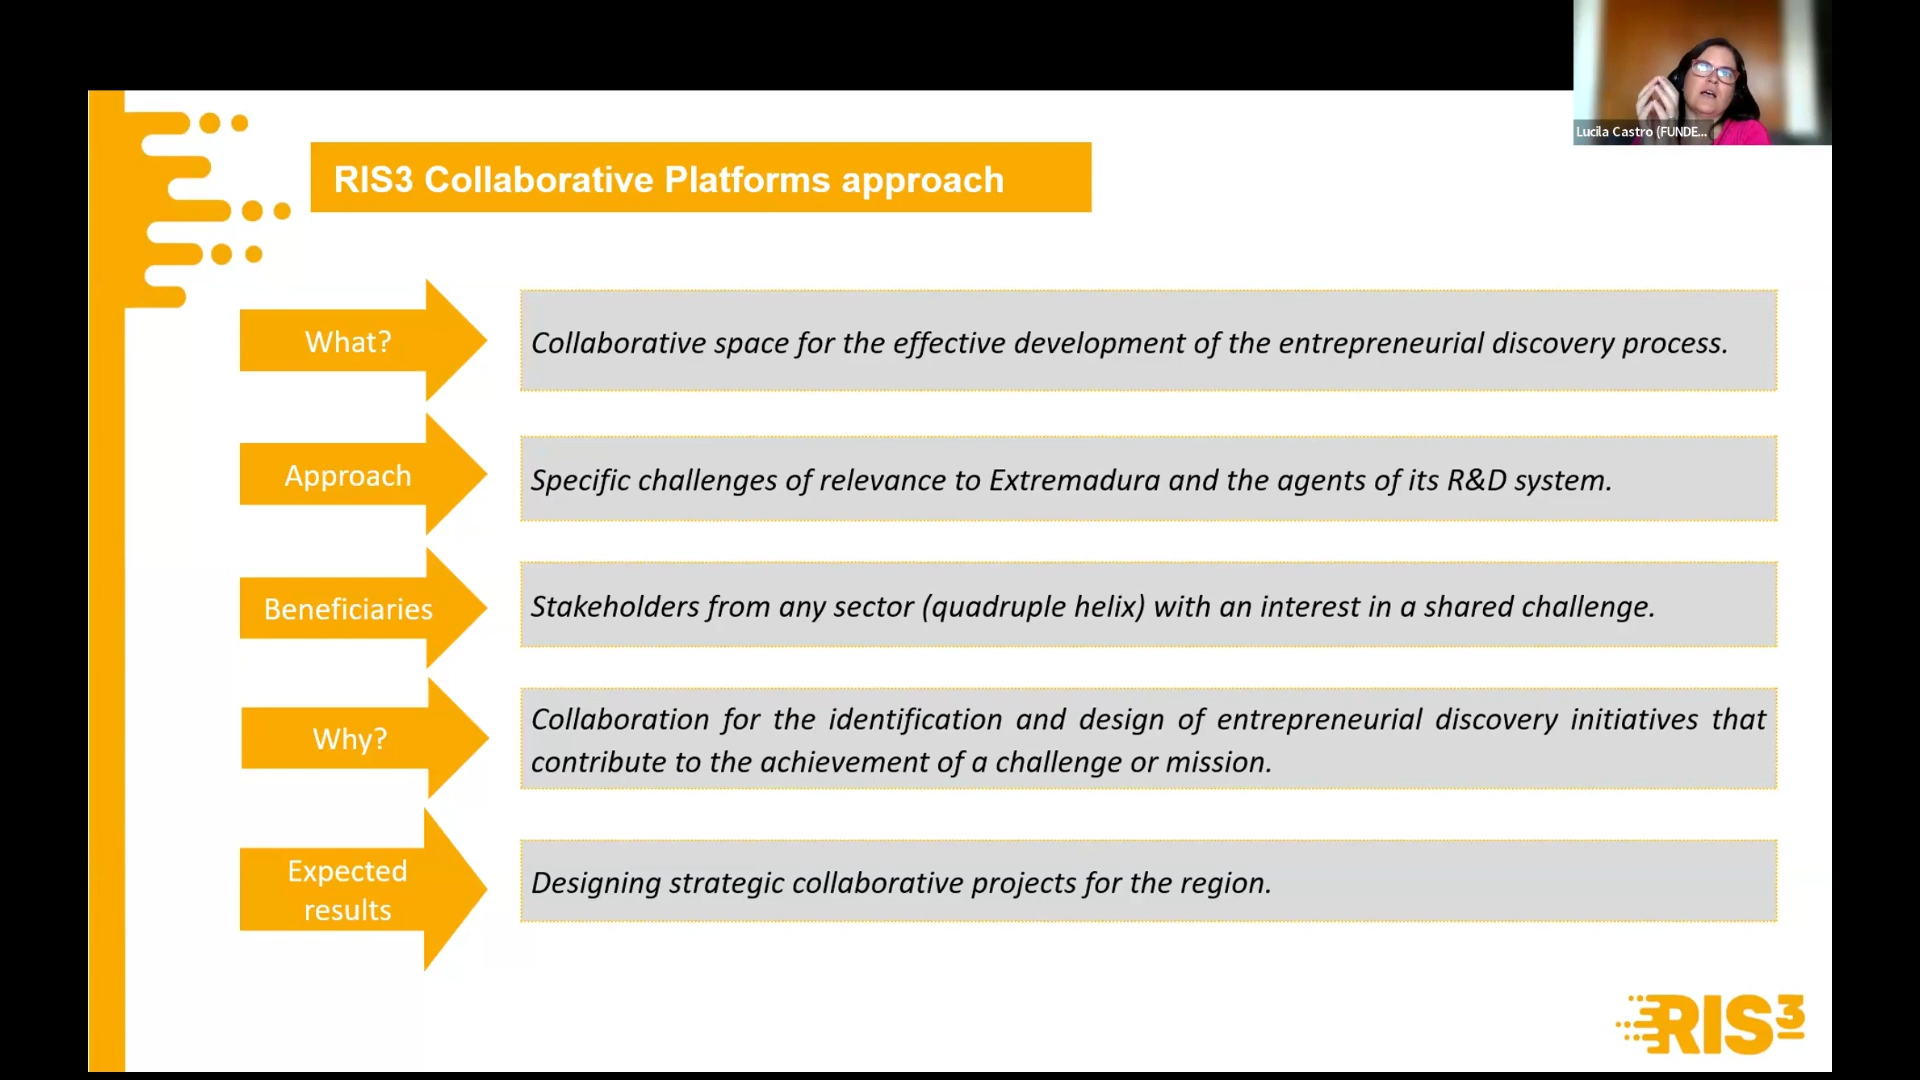 Lucila Castro (FUNDE...
RIS3 Collaborative Platforms approach
What?
Collaborative space for the effective development of the entrepreneurial discovery process.
Approach
Specific challenges of relevance to Extremadura and the agents of its R&D system.
Beneficiaries
Stakeholders from any sector (quadruple helix) with an interest in a shared challenge.
Why?
Collaboration for the identification and design of entrepreneurial discovery initiatives that
contribute to the achievement of a challenge or mission.
Expected
results
Designing strategic collaborative projects for the region.
RIS3